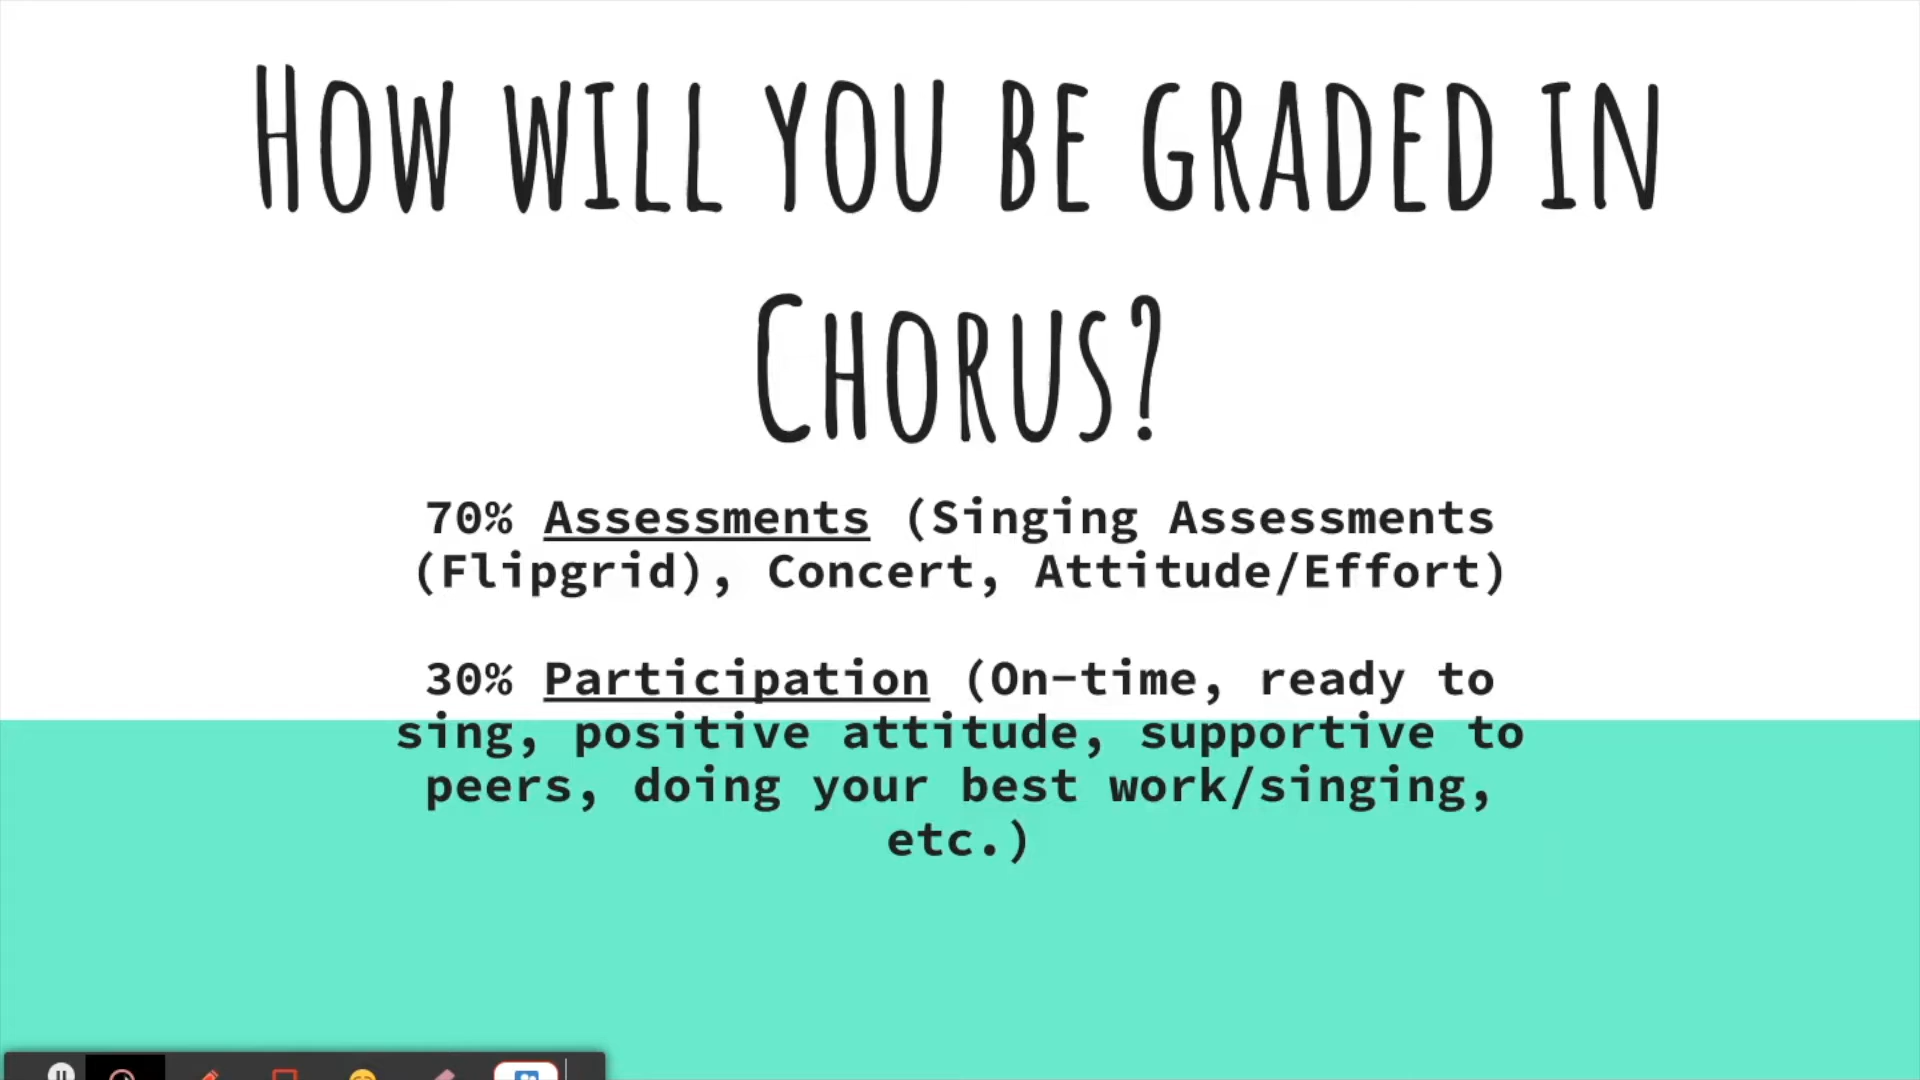 How will you be graded in
Chorus?
70% Assessments (Singing Assessments
(Flipgrid), Concert, Attitude/Effort)
30% Participation (On-time, ready to
sing, positive attitude, supportive to
peers, doing your best work/singing,
etc.)